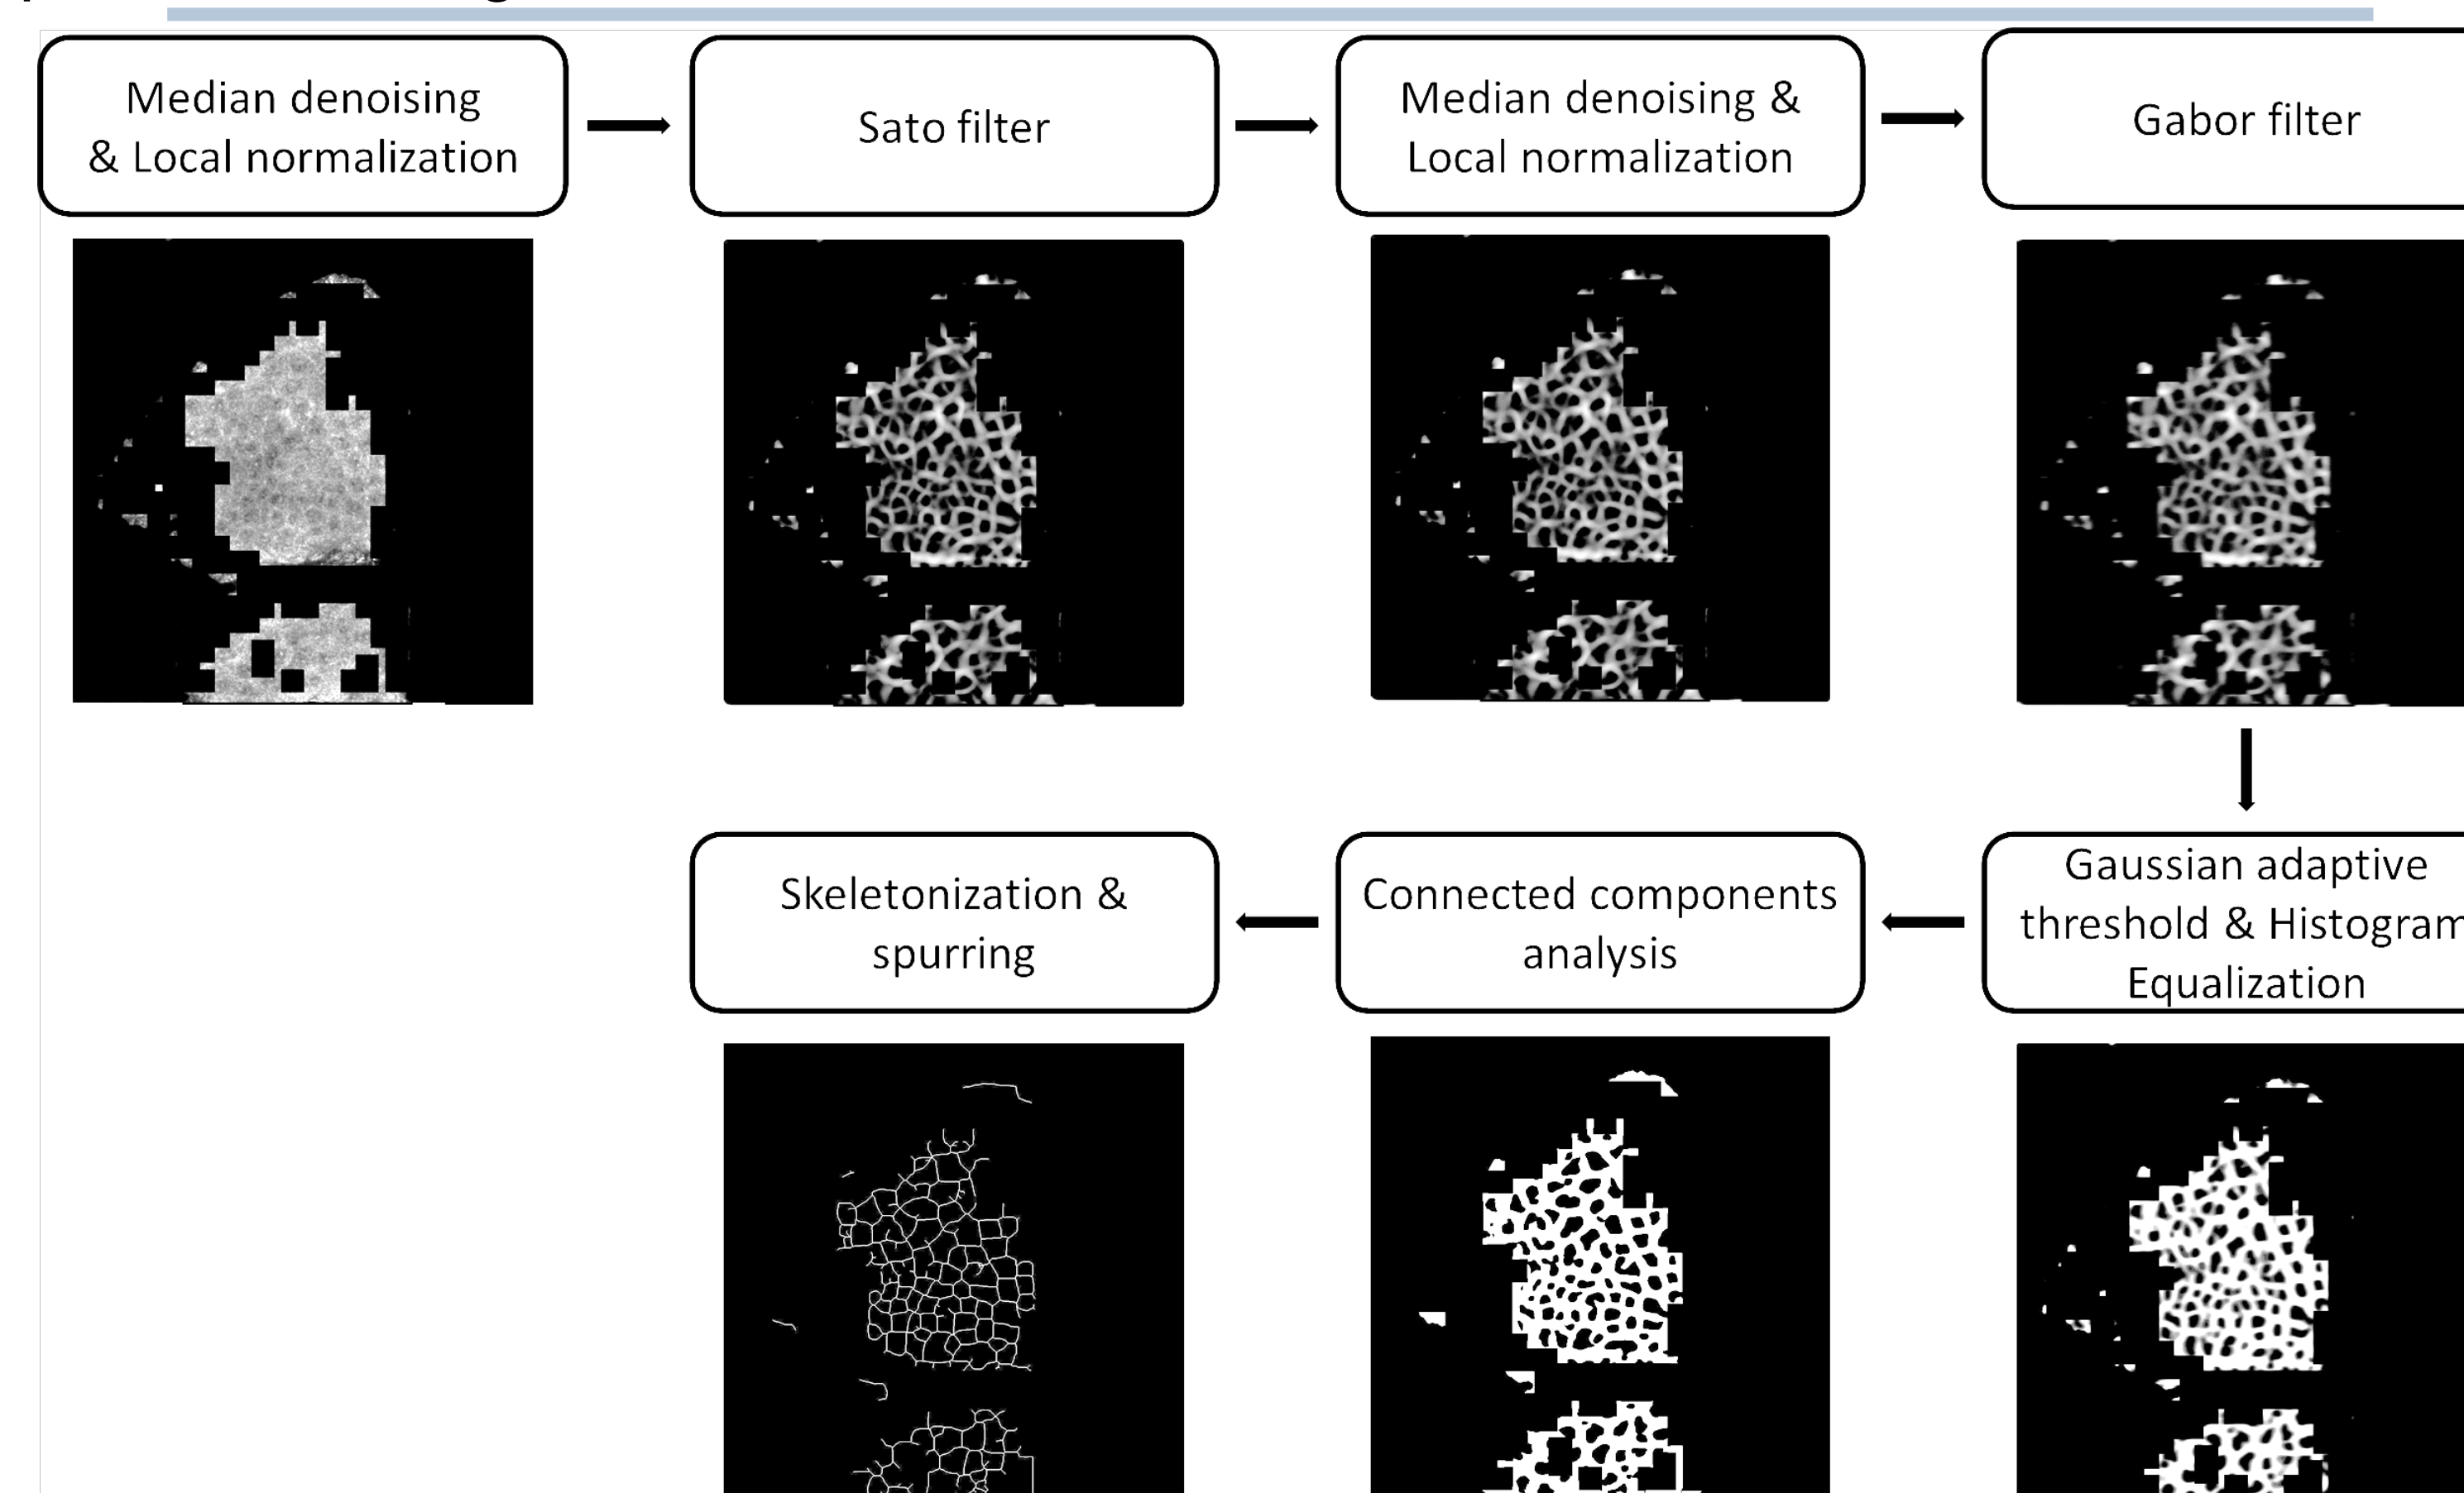 Median denoising
& Local normalization
Sato filter
Median denoising &
Local normalization
Gabor filter
Gaussian adaptive
threshold & Histogram
Equalization
Connected components
analysis
Skeletonization &
spurring